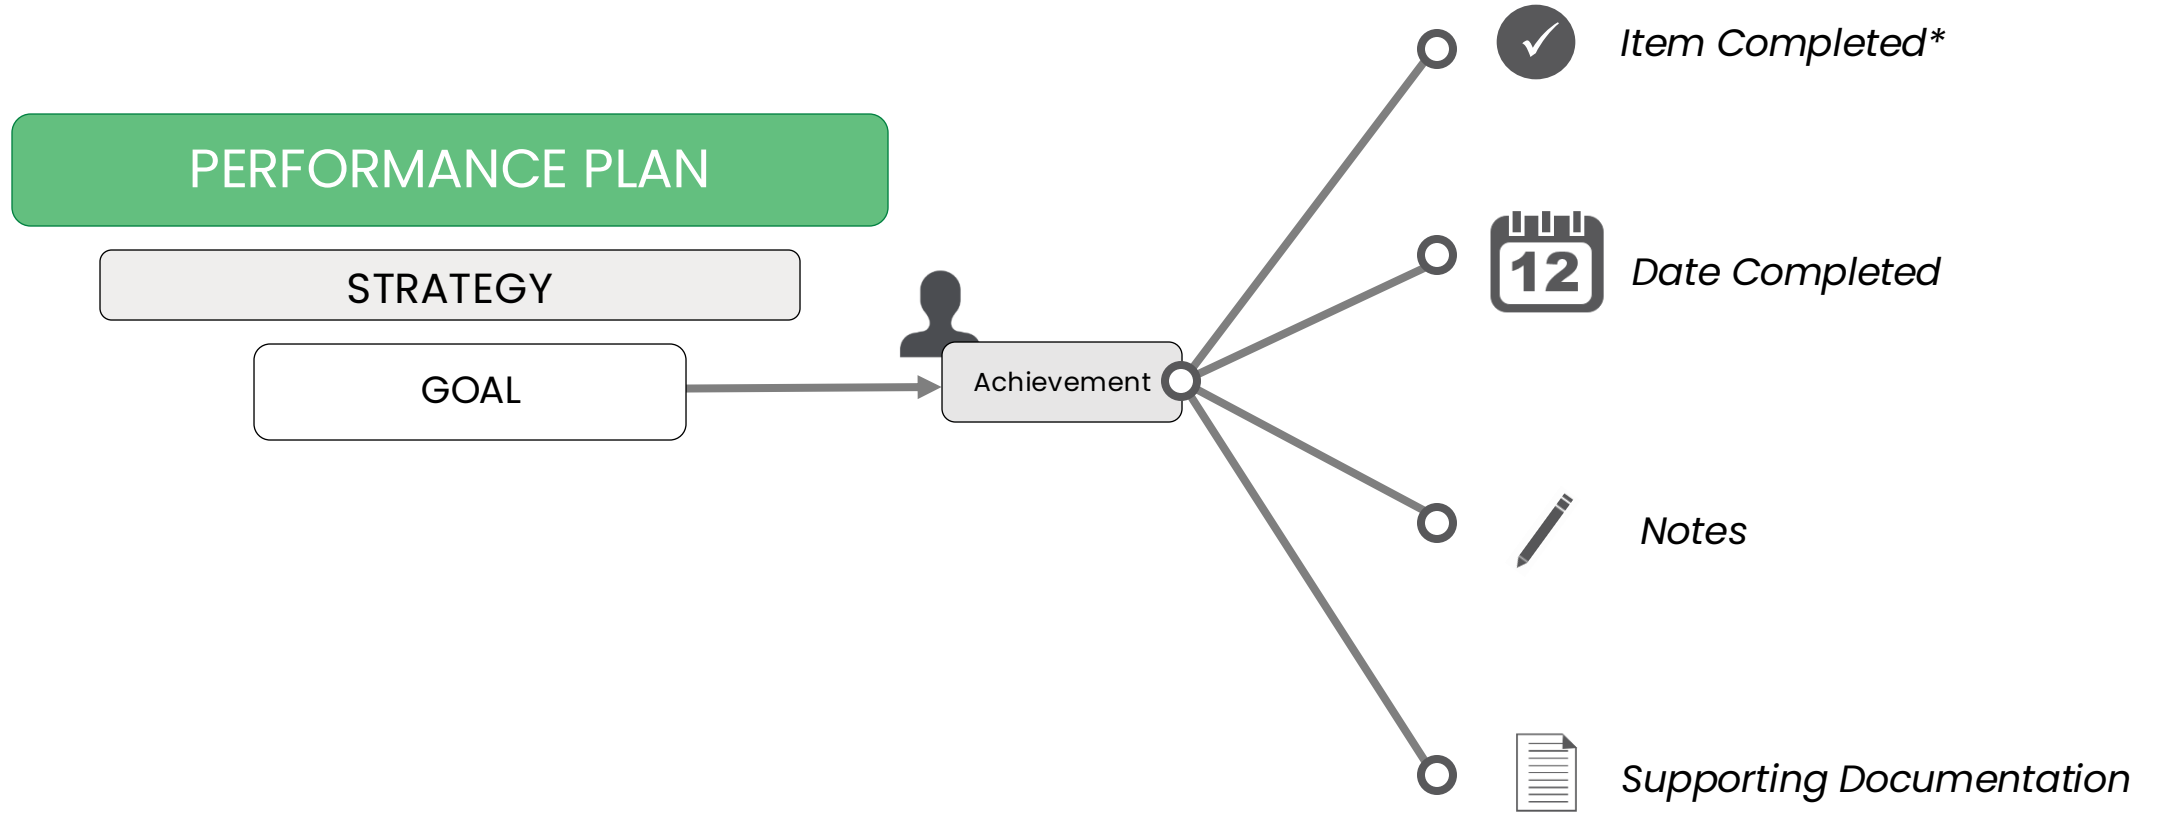 PERFORMANCE PLAN
STRATEGY
GOAL
Achievement
Item Completed*
12
Date Completed
Notes
Supporting Documentation